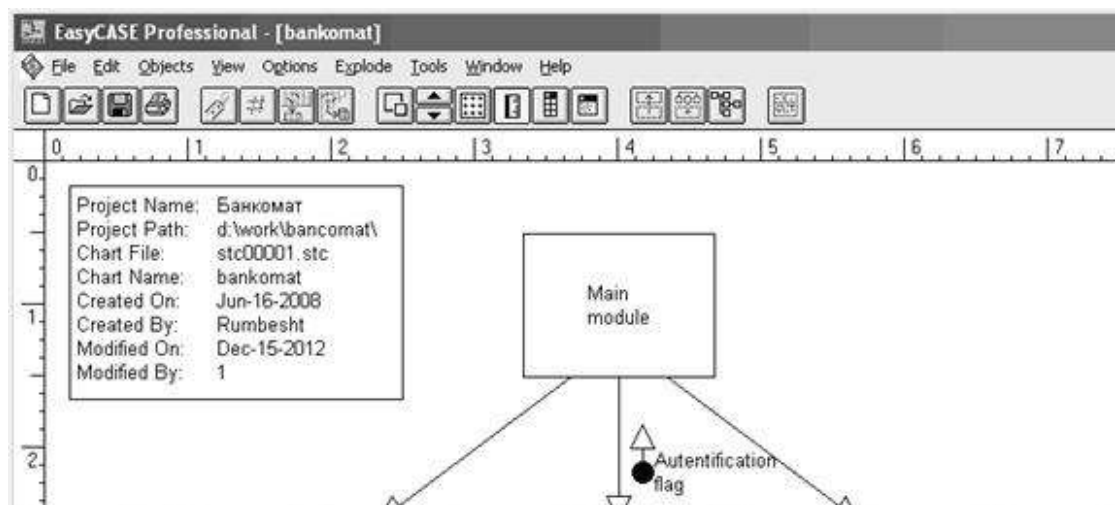 EasyCASE Professional - [bankomat]
File Edit Objects View Options Explode Tools Window Help
0 1 2 3 4 5 6 7
0
Project Name: Банкомат
Project Path: d:\work\bancomat\
Chart File: stc00001.stc
Chart Name: bankomat
Created On: Jun-16-2008
Created By: Rumbesht
Modified On: Dec-15-2012
Modified By: 1
Main
module
1
2
Autentification
flag